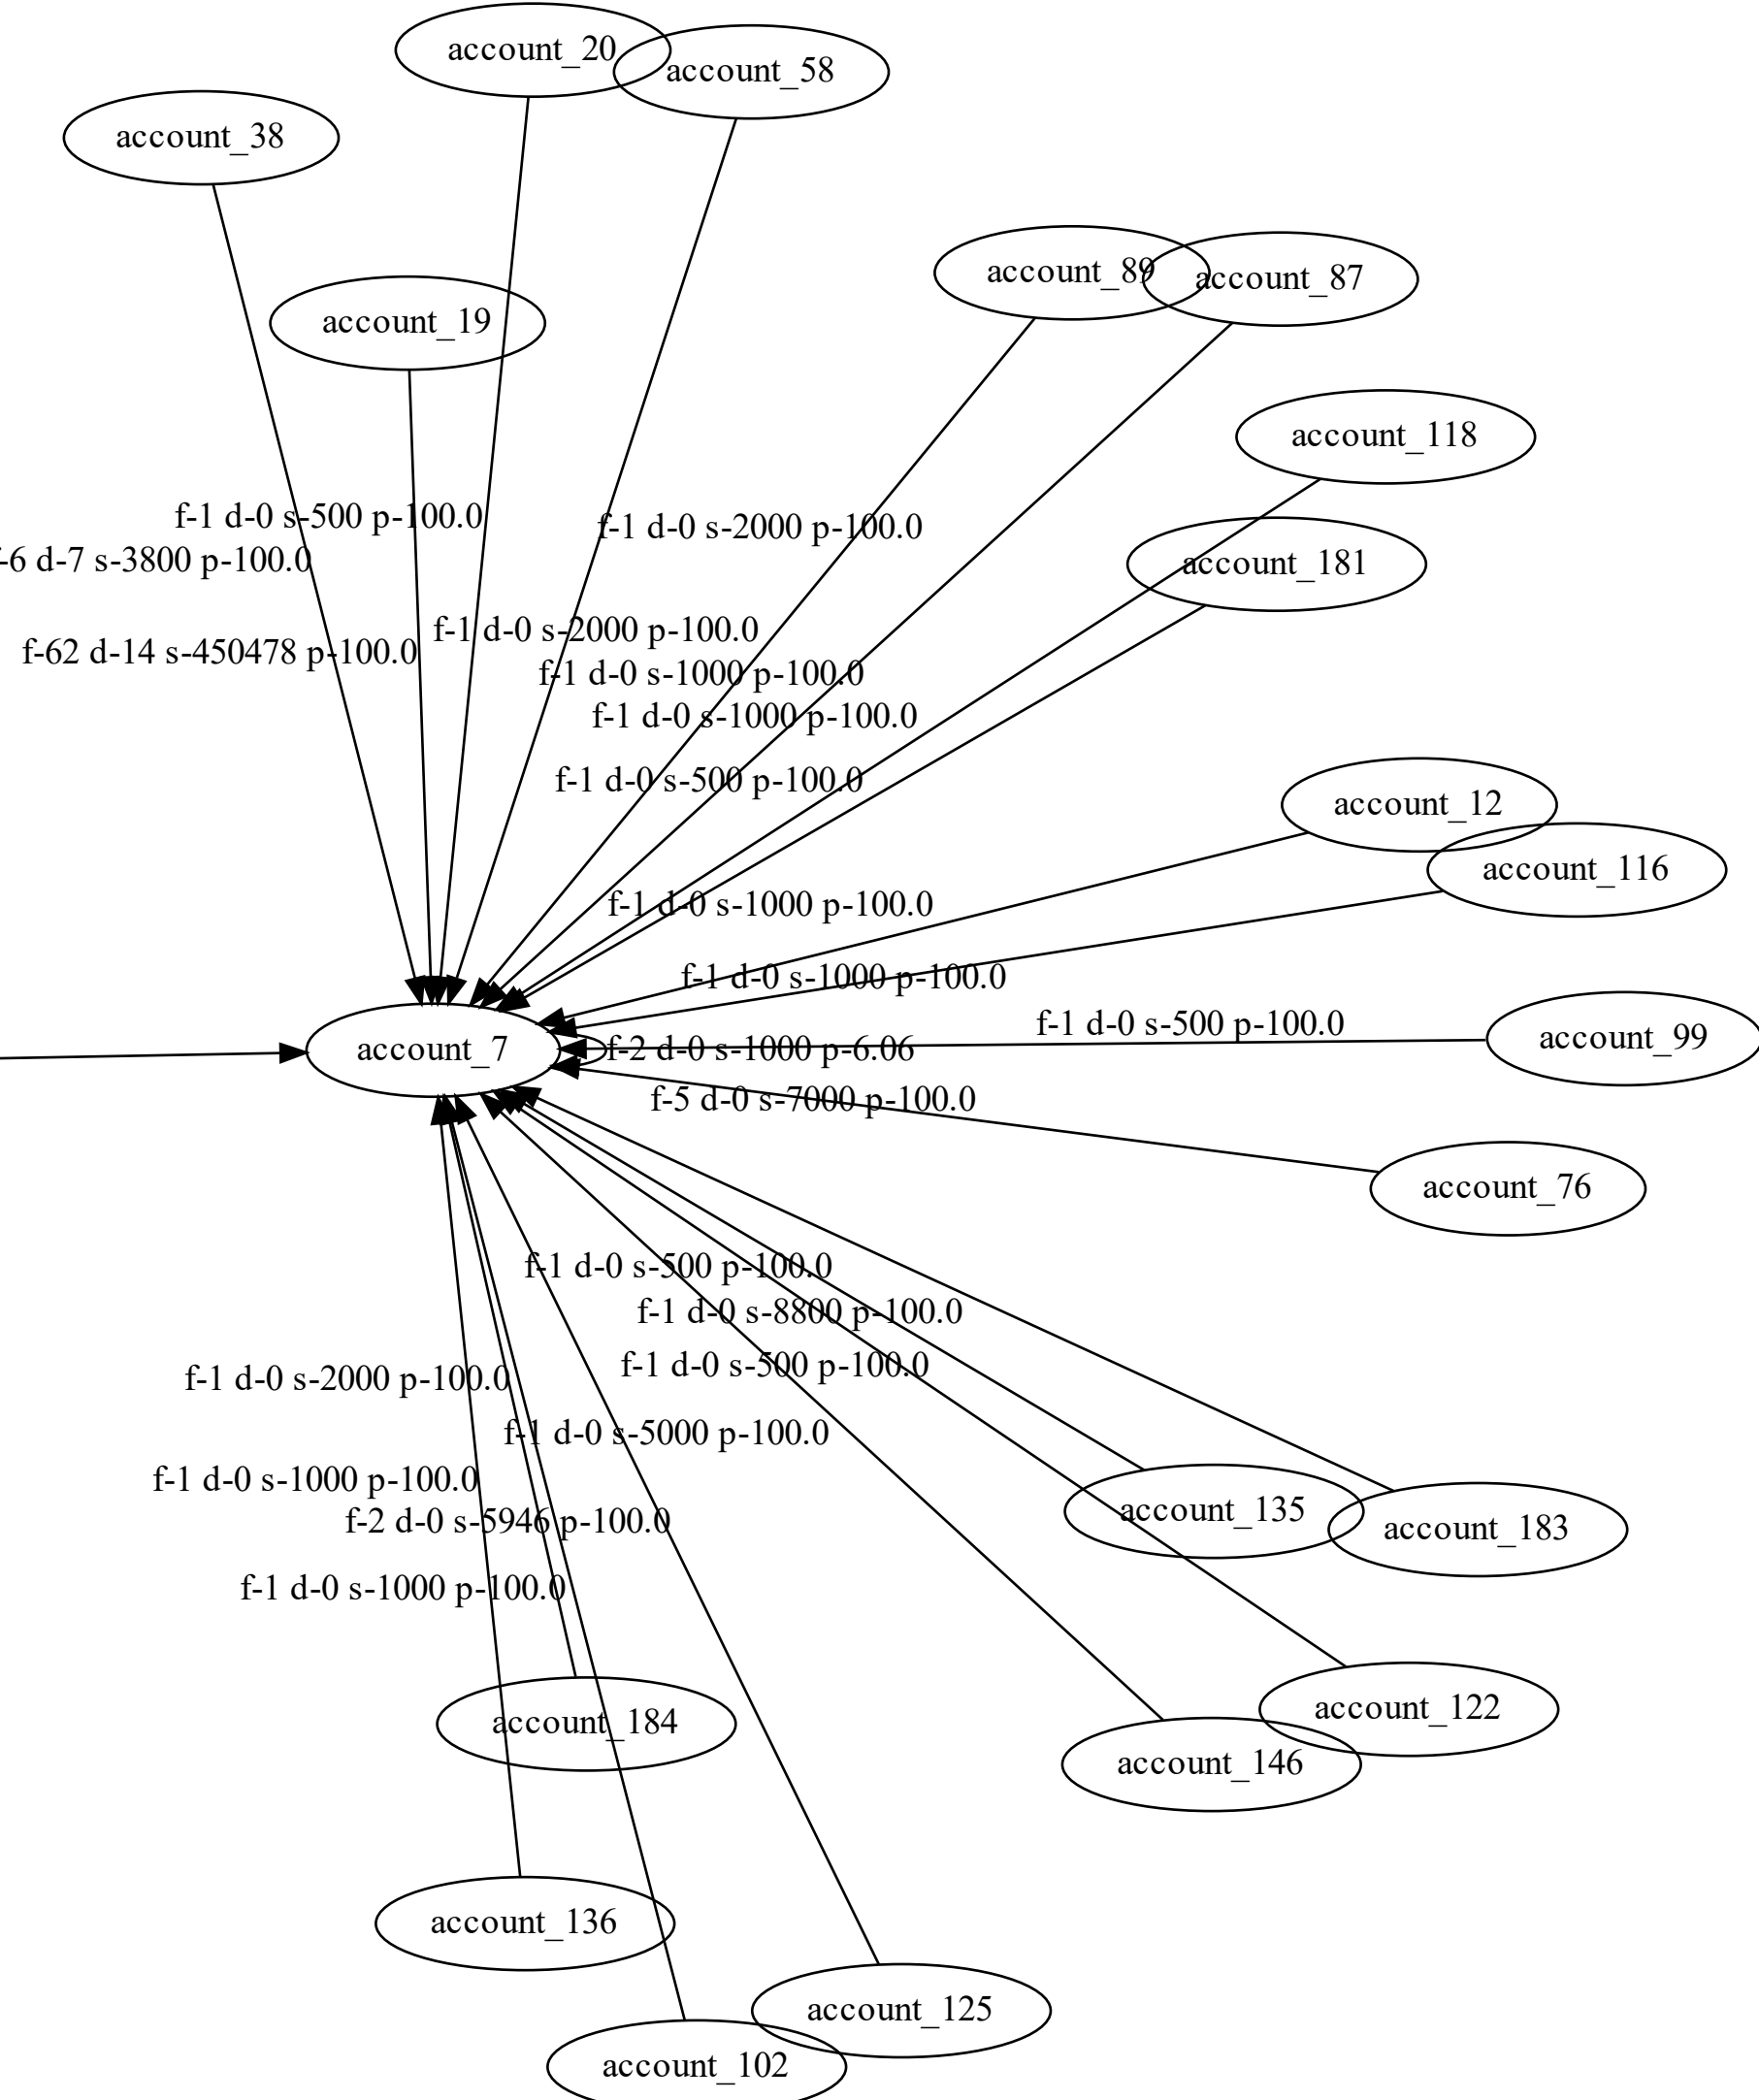 account_20
account_58
account_38
account_89
account_87
account_19
account_118
f-1 d-0 s-500 p-100.0
f-1 d-0 s-2000 p-100.0
-6 d-7 s-3800 p-100.0
account_181
f-1 d-0 s-2000 p-100.0
f-62 d-14 s-450478 p-100.0
f-1 d-0 s-1000 p-100.0
f-1 d-0 s-1000 p-100.0
f-1 d-0 s-500 p-100.0
account_12
account_116
f-1 d-0 s-1000 p-100.0
f-1 d-0 s-1000 p-100.0
f-1 d-0 s-500 p-100.0
account_99
account_7
f-2 d-0 s-1000 p-6.06
f-5 d-0 s-7000 p-100.0
account_76
f-1 d-0 s-500 p-100.0
f-1 d-0 s-8800 p-100.0
f-1 d-0 s-500 p-100.0
f-1 d-0 s-2000 p-100.0
f-1 d-0 s-5000 p-100.0
f-1 d-0 s-1000 p-100.0
account_135
f-2 d-0 s-5946 p-100.0
account_183
f-1 d-0 s-1000 p-100.0
account_122
account_184
account_146
account_136
account_125
account_102